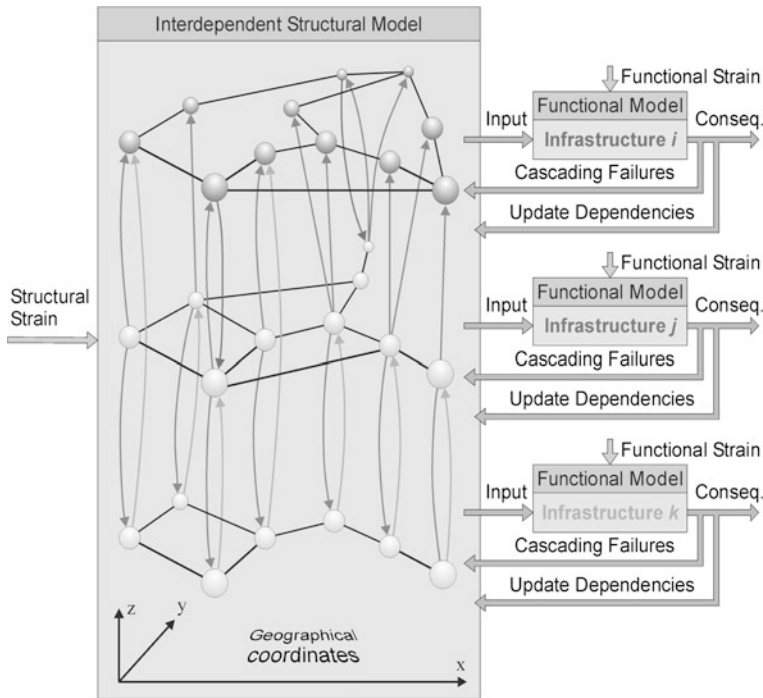 Interdependent Structural Model
Structural
Strain
z
y
x
Geographical
coordinates
Functional Strain
Input
Functional Model
Infrastructure i
Conseq.
Cascading Failures
Update Dependencies
Functional Strain
Input
Functional Model
Infrastructure j
Conseq.
Cascading Failures
Update Dependencies
Functional Strain
Input
Functional Model
Infrastructure k
Conseq.
Cascading Failures
Update Dependencies